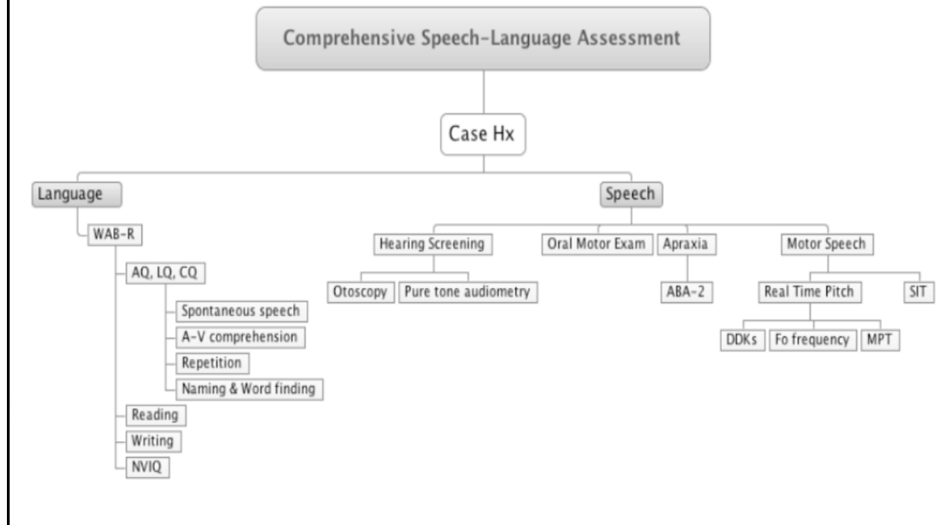 Comprehensive Speech-Language Assessment
Case Hx
Language
WAB-R
AQ, LQ, CQ
Spontaneous speech
A-V comprehension
Repetition
Naming & Word finding
Reading
Writing
NVIQ
Speech
Hearing Screening
Otoscopy
Pure tone audiometry
Oral Motor Exam
Apraxia
ABA-2
Motor Speech
Real Time Pitch
DDKs
Fo frequency
MPT
SIT